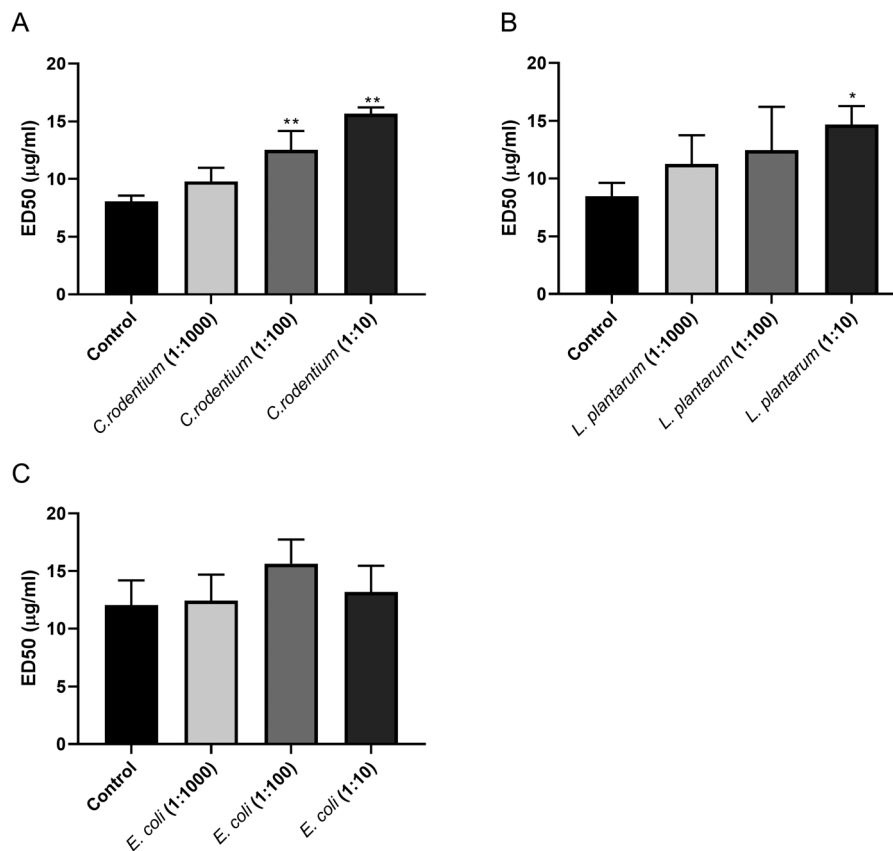 A
ED50 (µg/ml)
20
15
10
5
0
**
**
Control
C.rodentium (1:1000)
C.rodentium (1:100)
C.rodentium (1:10)
B
ED50 (µg/ml)
20
15
10
5
0
*
Control
L. plantarum (1:1000)
L. plantarum (1:100)
L. plantarum (1:10)
C
ED50 (µg/ml)
20
15
10
5
0
Control
E. coli (1:1000)
E. coli (1:100)
E. coli (1:10)